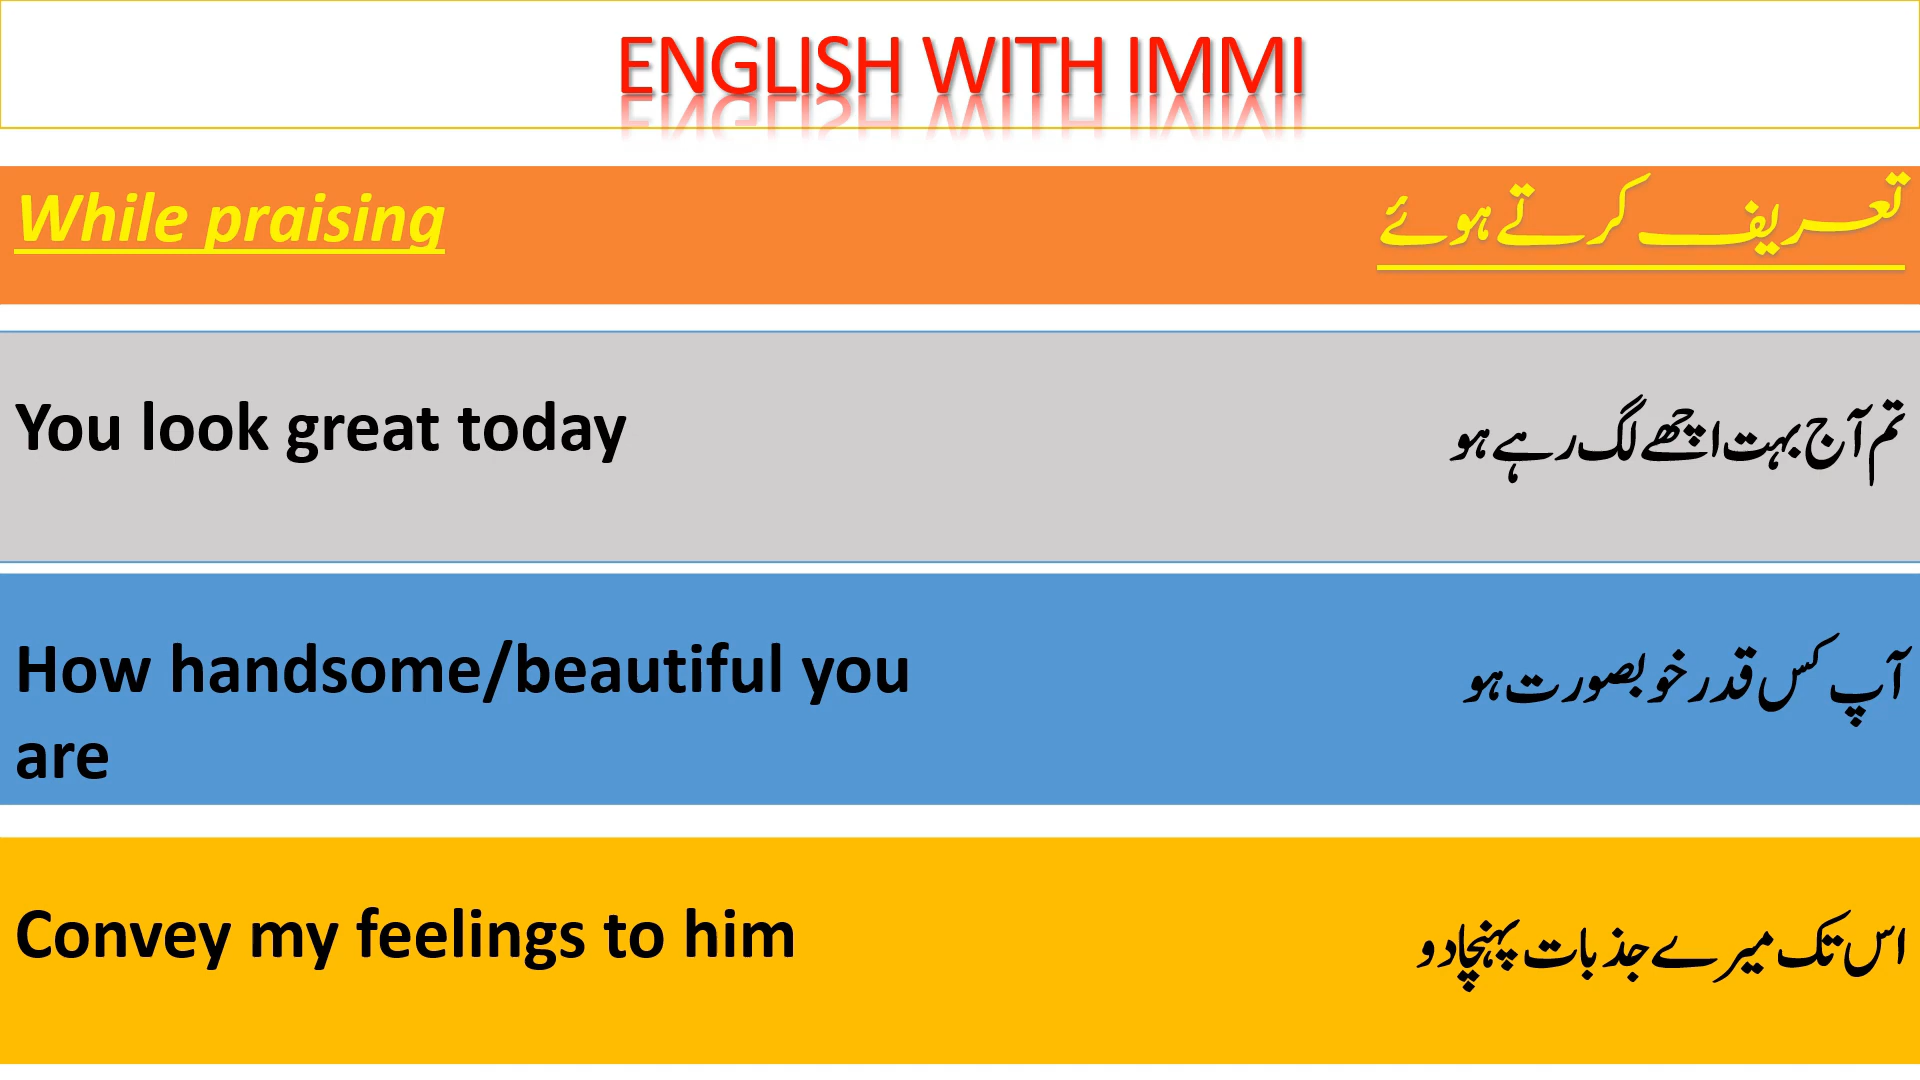 ENGLISH WITH IMMI
While praising
تعریف کرتے ہوئے
You look great today
تم آج بہت اچھے لگ رہے ہو
How handsome/beautiful you
are
آپ کس قدر خوبصورت ہو
Convey my feelings to him
اس تک میرے جذبات پہنچادو